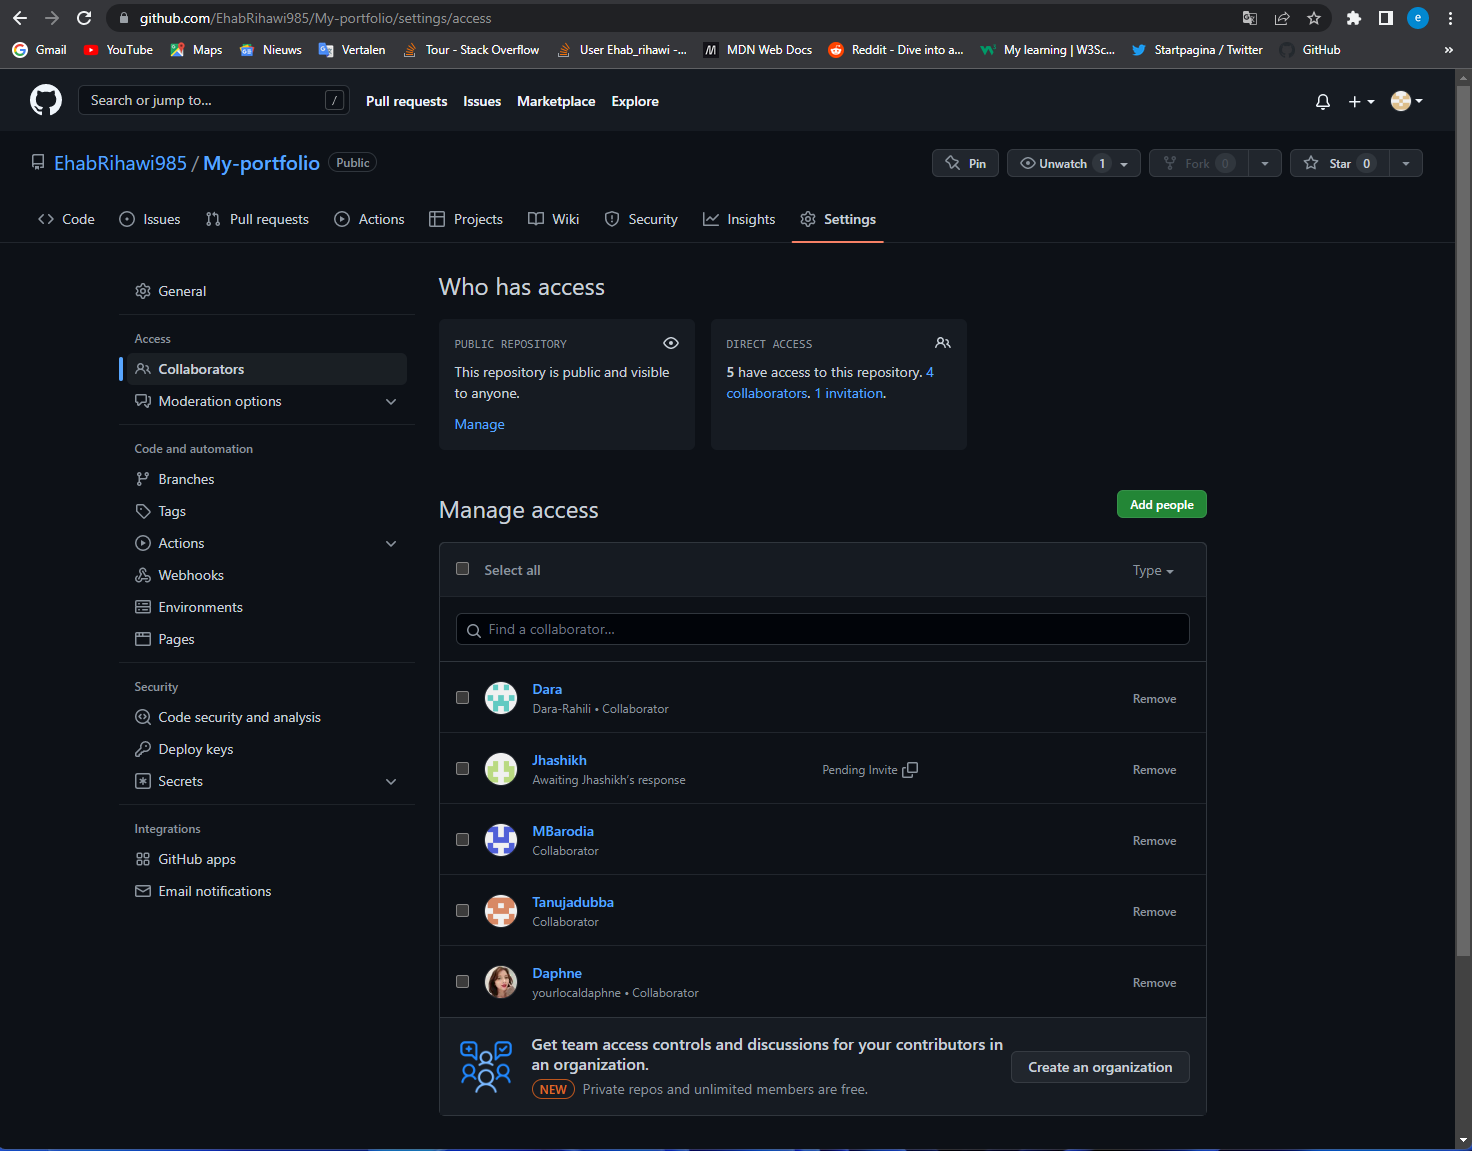 github.com/EhabRihawi985/My-portfolio/settings/access
e
Gmail YouTube Maps Nieuws Vertalen Tour - Stack Overflow User Ehab_rihawi -... MDN Web Docs Reddit - Dive into a... My learning | W3Sc... Startpagina / Twitter GitHub »
Search or jump to... / Pull requests Issues Marketplace Explore
EhabRihawi985 / My-portfolio Public Pin Unwatch 1 Fork 0 Star 0
Code Issues Pull requests Actions Projects Wiki Security Insights Settings
General
Access
Collaborators
Moderation options
Code and automation
Branches
Tags
Actions
Webhooks
Environments
Pages
Security
Code security and analysis
Deploy keys
Secrets
Integrations
GitHub apps
Email notifications
Who has access
PUBLIC REPOSITORY
This repository is public and visible
to anyone.
Manage
DIRECT ACCESS
5 have access to this repository. 4
collaborators. 1 invitation.
Manage access
Add people
Select all Type
Find a collaborator...
Dara
Dara-Rahili • Collaborator
Remove
Jhashikh
Awaiting Jhashikh’s response
Pending Invite
Remove
MBarodia
Collaborator
Remove
Tanujadubba
Collaborator
Remove
Daphne
yourlocaldaphne • Collaborator
Remove
Get team access controls and discussions for your contributors in
an organization.
NEW Private repos and unlimited members are free.
Create an organization